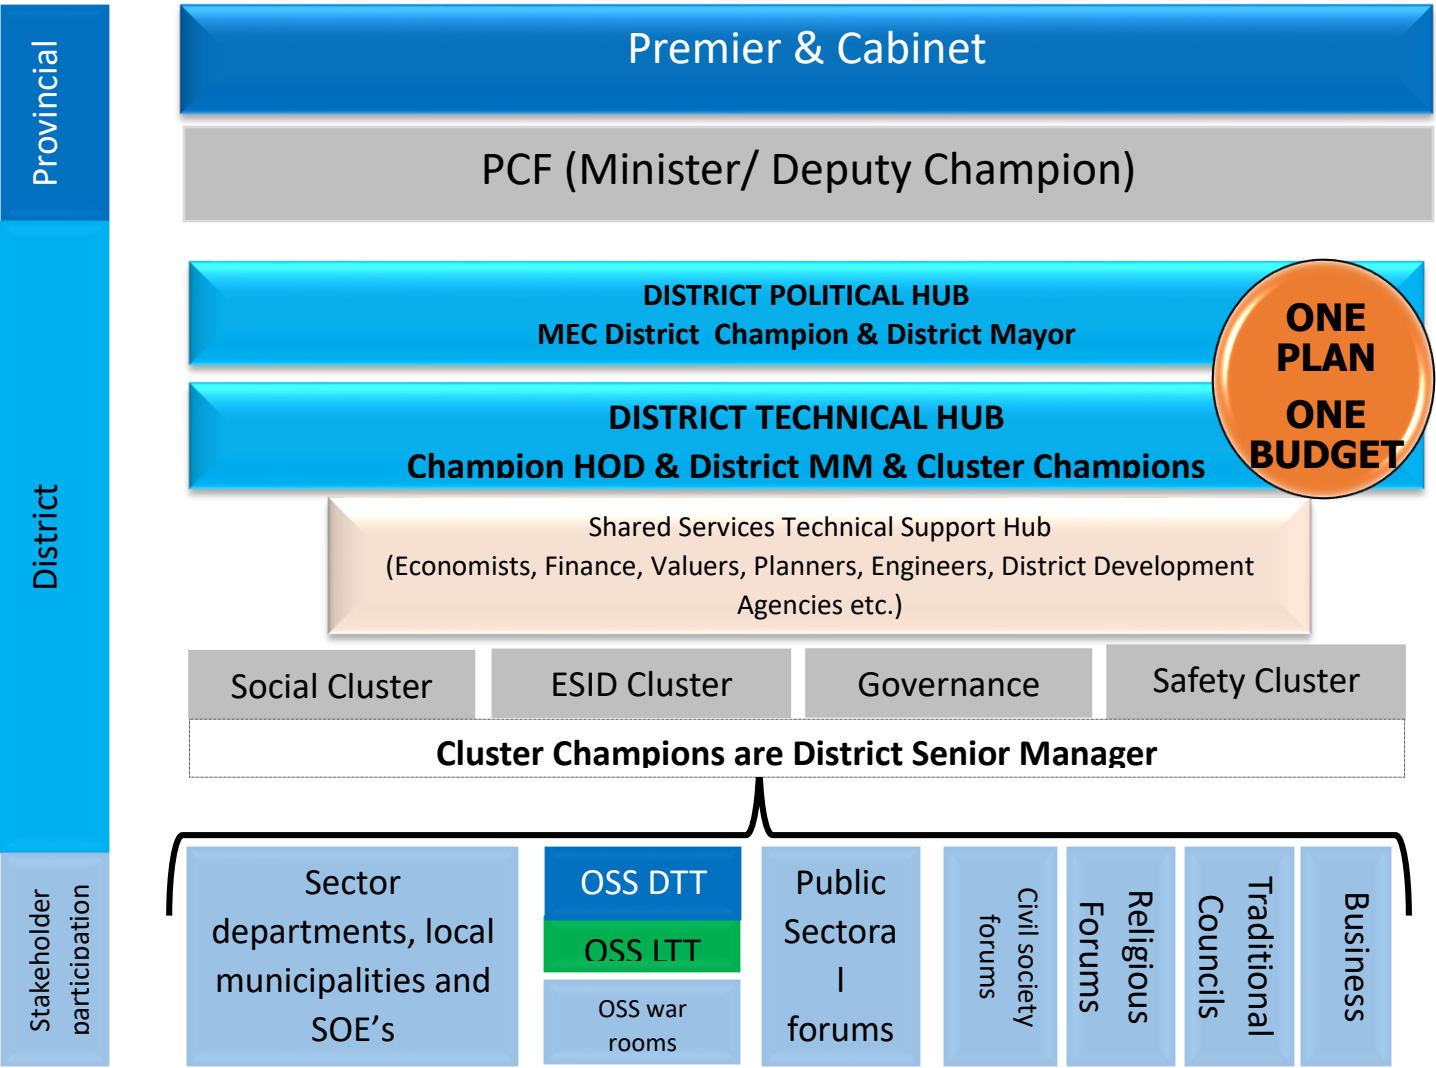 Provincial
Premier & Cabinet
PCF (Minister/ Deputy Champion)
District
DISTRICT POLITICAL HUB
MEC District  Champion & District Mayor
DISTRICT TECHNICAL HUB
Champion HOD & District MM & Cluster Champions
ONE
PLAN
ONE
BUDGET
Shared Services Technical Support Hub
(Economists, Finance, Valuers, Planners, Engineers, District Development
Agencies etc.)
Social Cluster
ESID Cluster
Governance
Safety Cluster
Cluster Champions are District Senior Manager
Stakeholder
participation
Sector
departments, local
municipalities and
SOE’s
OSS DTT
OSS LTT
OSS war
rooms
Public
Sectora
l
forums
Civil society
forums
Religious
Forums
Traditional
Councils
Business